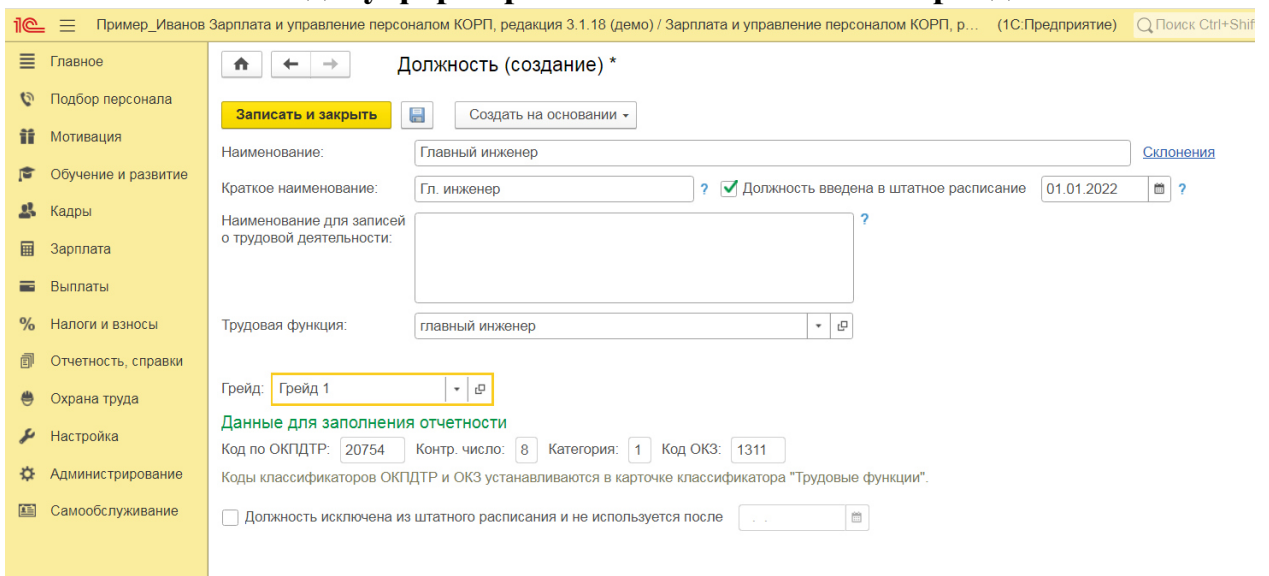 1С Пример_Иванов Зарплата и управление персоналом КОРП, редакция 3.1.18 (демо) / Зарплата и управление персоналом КОРП, р... (1С:Предприятие) Поиск Ctrl+Shif
Главное
Подбор персонала
Мотивация
Обучение и развитие
Кадры
Зарплата
Выплаты
Налоги и взносы
Отчетность, справки
Охрана труда
Настройка
Администрирование
Самообслуживание
Должность (создание) *
Записать и закрыть Создать на основании
Наименование: Главный инженер Склонения
Краткое наименование: Гл. инженер ? Должность введена в штатное расписание 01.01.2022 ?
Наименование для записей ?
о трудовой деятельности:
Трудовая функция: главный инженер
Грейд: Грейд 1
Данные для заполнения отчетности
Код по ОКПДТР: 20754 Контр. число: 8 Категория: 1 Код ОКЗ: 1311
Коды классификаторов ОКПДТР и ОКЗ устанавливаются в карточке классификатора "Трудовые функции".
Должность исключена из штатного расписания и не используется после . .